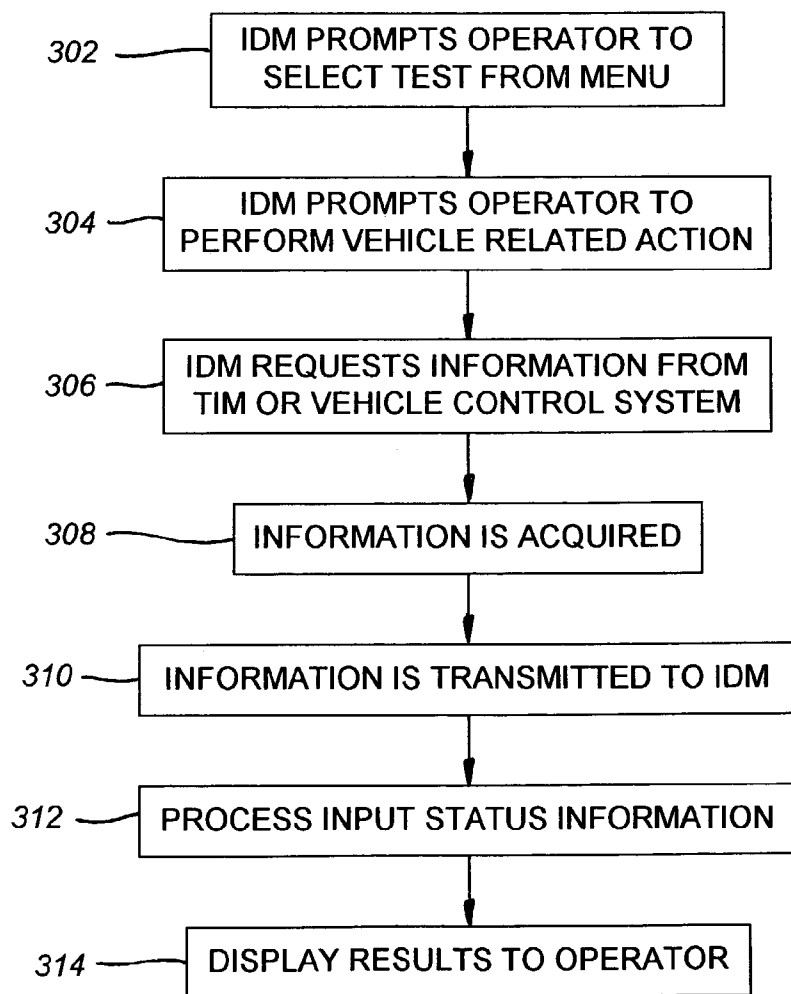 302
IDM PROMPTS OPERATOR TO
SELECT TEST FROM MENU
304
IDM PROMPTS OPERATOR TO
PERFORM VEHICLE RELATED ACTION
306
IDM REQUESTS INFORMATION FROM
TIM OR VEHICLE CONTROL SYSTEM
308
INFORMATION IS ACQUIRED
310
INFORMATION IS TRANSMITTED TO IDM
312
PROCESS INPUT STATUS INFORMATION
314
DISPLAY RESULTS TO OPERATOR